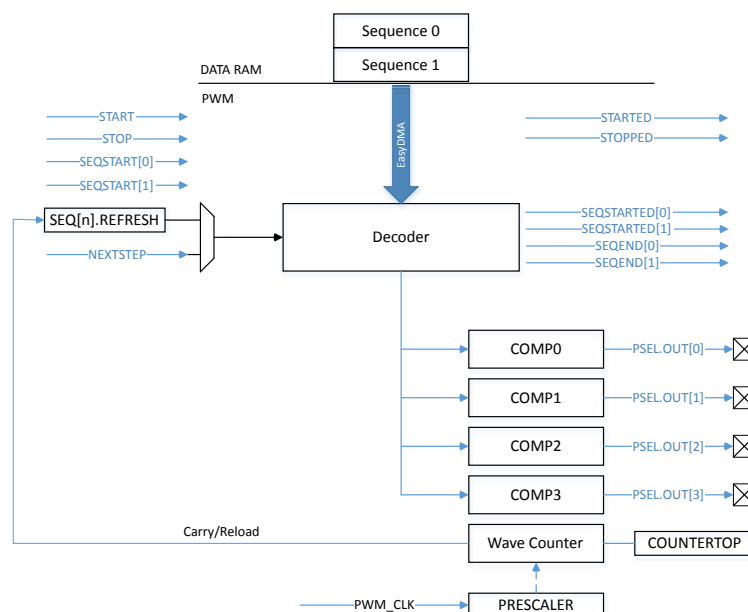 Sequence 0
Sequence 1
DATA RAM
PWM
START
STOP
SEQSTART[0]
SEQSTART[1]
EasyDMA
STARTED
STOPPED
SEQ[n].REFRESH
NEXTSTEP
Decoder
SEQSTARTED[0]
SEQSTARTED[1]
SEQEND[0]
SEQEND[1]
COMP0
PSEL.OUT[0]
COMP1
PSEL.OUT[1]
COMP2
PSEL.OUT[2]
COMP3
PSEL.OUT[3]
Carry/Reload
Wave Counter
COUNTERTOP
PWM_CLK
PRESCALER